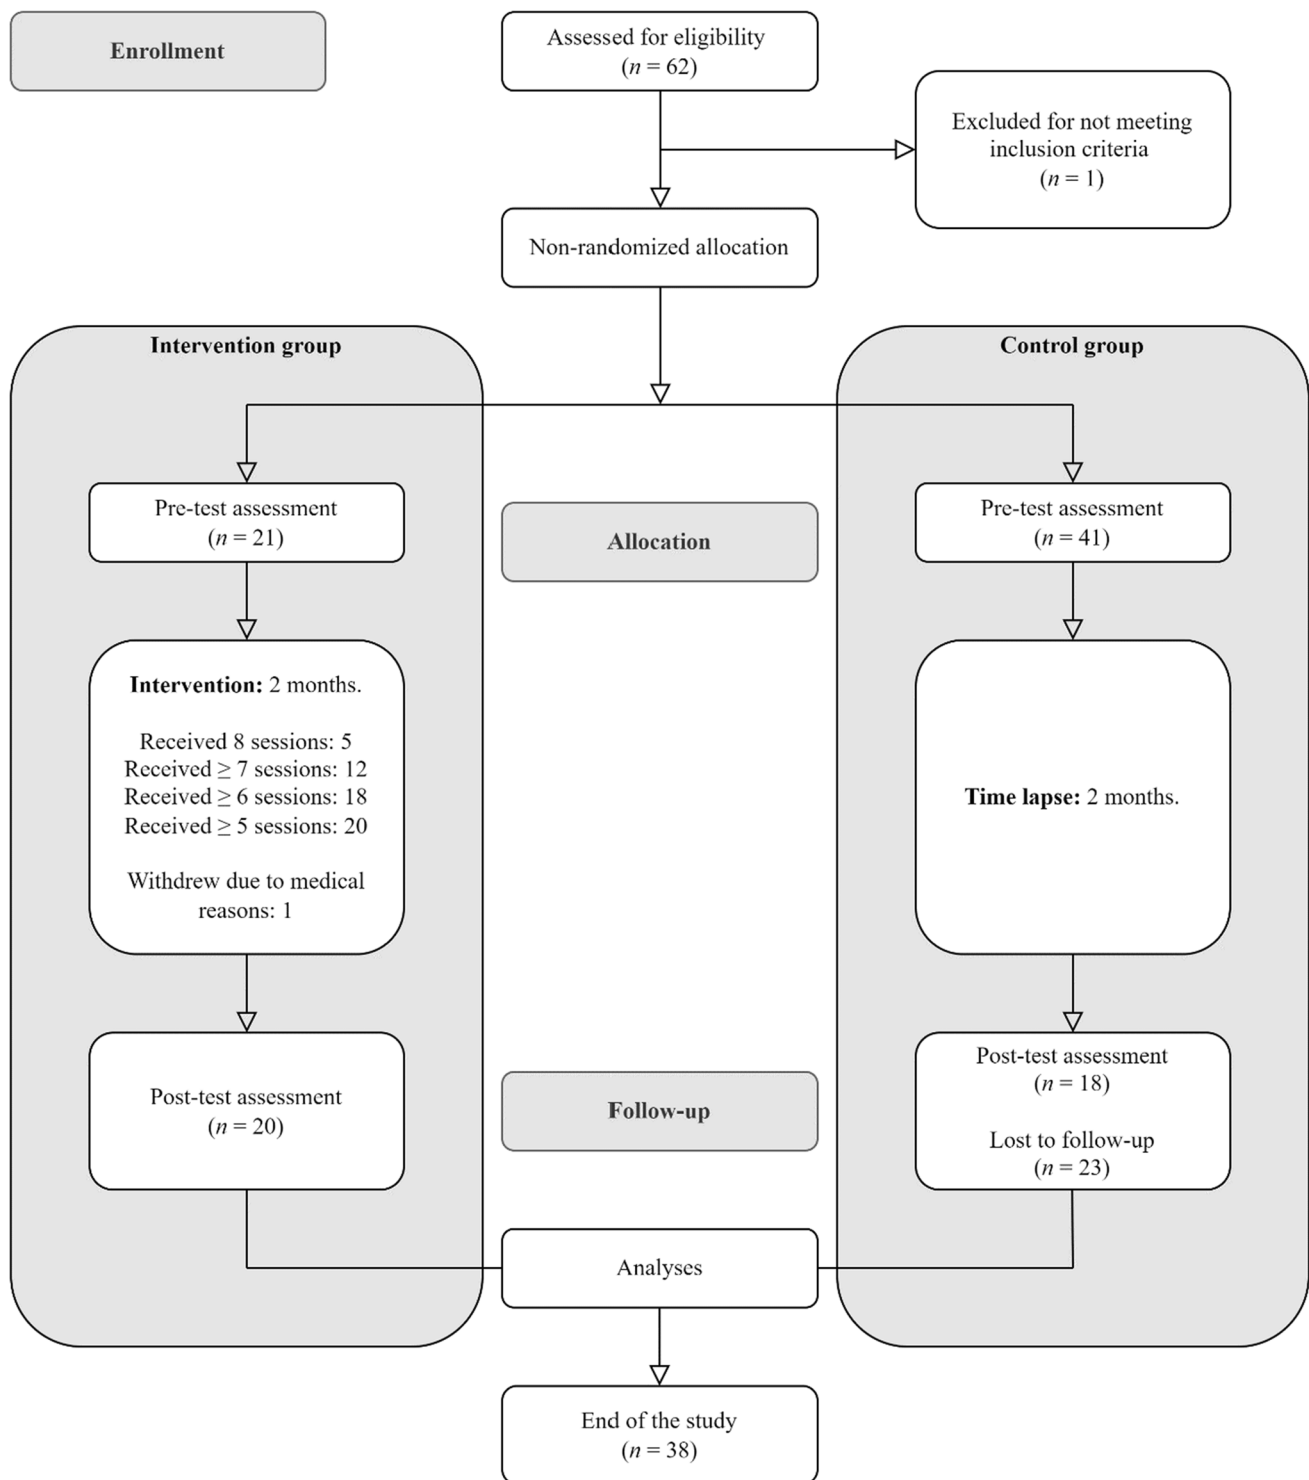 Enrollment
Assessed for eligibility
(n = 62)
Excluded for not meeting
inclusion criteria
(n = 1)
Non-randomized allocation
Intervention group
Control group
Pre-test assessment
(n = 21)
Allocation
Pre-test assessment
(n = 41)
Intervention: 2 months.
Received 8 sessions: 5
Received ≥ 7 sessions: 12
Received ≥ 6 sessions: 18
Received ≥ 5 sessions: 20
Withdrew due to medical
reasons: 1
Time lapse: 2 months.
Post-test assessment
(n = 20)
Follow-up
Post-test assessment
(n = 18)
Lost to follow-up
(n = 23)
Analyses
End of the study
(n = 38)